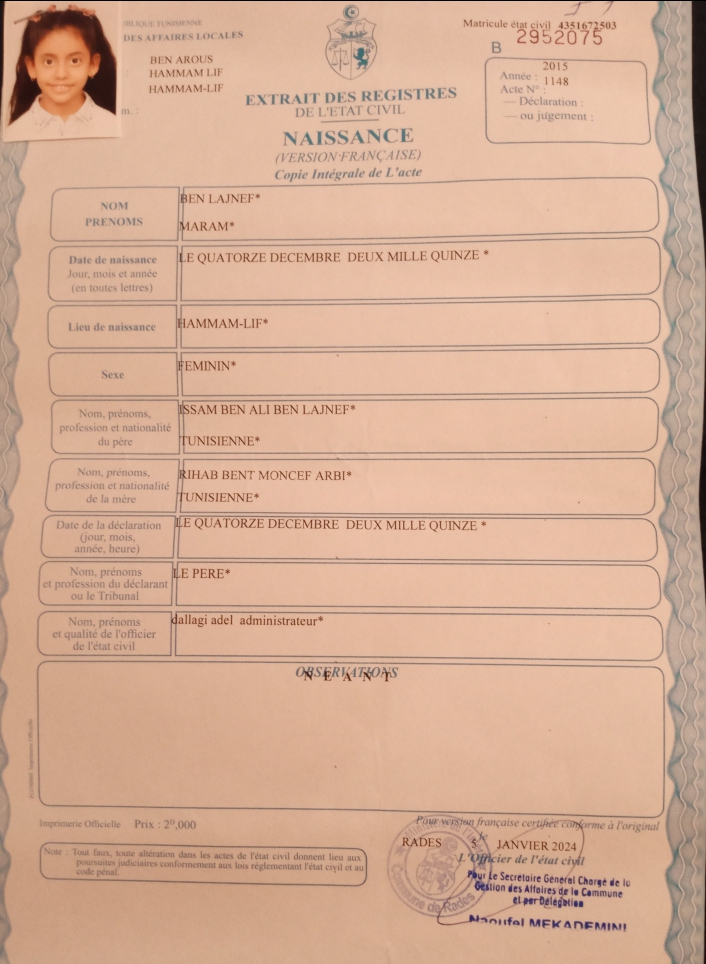 BLIQUE TUNISIENNE
DES AFFAIRES LOCALES
: BEN AROUS
HAMMAM LIF
HAMMAM-LIF
m. :
Matricule état civil 4351672503
B 2952075
2015
Année :
1148
Acte N° :
— Déclaration :
— ou jugement :
EXTRAIT DES REGISTRES
DE L'ETAT CIVIL
NAISSANCE
(VERSION FRANÇAISE)
Copie Intégrale de L'acte
NOM
PRENOMS
BEN LAJNEF*
MARAM*
Date de naissance
Jour, mois et année
(en toutes lettres)
LE QUATORZE DECEMBRE DEUX MILLE QUINZE *
Lieu de naissance
HAMMAM-LIF*
Sexe
FEMININ*
Nom, prénoms,
profession et nationalité
du père
ISSAM BEN ALI BEN LAJNEF*
TUNISIENNE*
Nom, prénoms,
profession et nationalité
de la mère
RIHAB BENT MONCEF ARBI*
TUNISIENNE*
Date de la déclaration
(jour, mois,
année, heure)
LE QUATORZE DECEMBRE DEUX MILLE QUINZE *
Nom, prénoms
et profession du déclarant
ou le Tribunal
LE PERE*
Nom, prénoms
et qualité de l'officier
de l'état civil
dallagi adel administrateur*
OBSERVATIONS
N E A N T
Imprimerie Officielle Prix : 2ᴰ,000
Note : Tout faux, toute altération dans les actes de l'état civil donnent lieu aux
poursuites judiciaires conformement aux lois réglementant l'état civil et au
code pénal.
Pour version française certifiée conforme à l'original
le
RADES 5 JANVIER 2024
L'Officier de l'état civil
Pour Le Secretaire Général Chargé de la
Gestion des Affaires de la Commune
et par Délégation
Naoufel MEKADEMINI
Commune de Rades